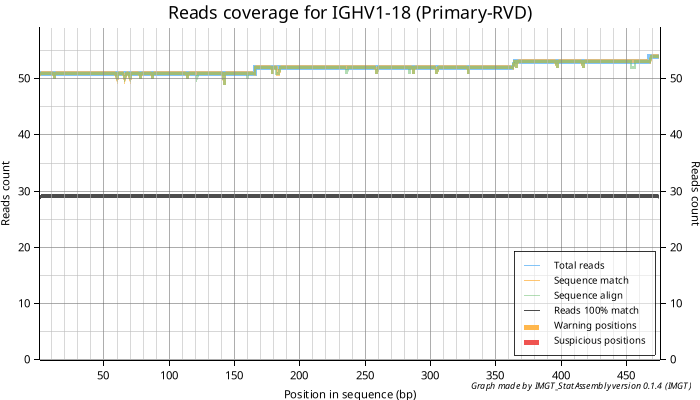 Reads coverage for IGHV1-18 (Primary-RVD)
50 50
40 40
30 30
20 20
10 10
0 0
Reads count
Reads count
Total reads
Sequence match
Sequence align
Reads 100% match
Warning positions
Suspicious positions
50 100 150 200 250 300 350 400 450
Position in sequence (bp)
Graph made by IMGT_StatAssembly version 0.1.4 (IMGT)